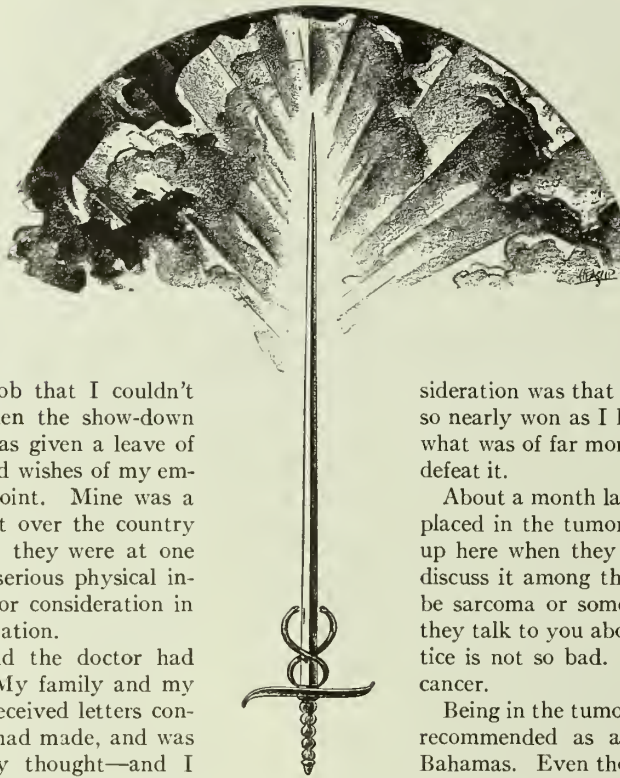 ob that I couldn't
en the show-down
as given a leave of
d wishes of my em-
oint. Mine was a
t over the country
they were at one
serious physical in-
or consideration in
ation.
d the doctor had
My family and my
eceived letters con-
had made, and was
y thought—and I
sideration was that
so nearly won as I
what was of far mor
defeat it.
About a month la
placed in the tumor
up here when they
discuss it among th
be sarcoma or some
they talk to you abo
tice is not so bad.
cancer.
Being in the tumo
recommended as a
Bahamas. Even the